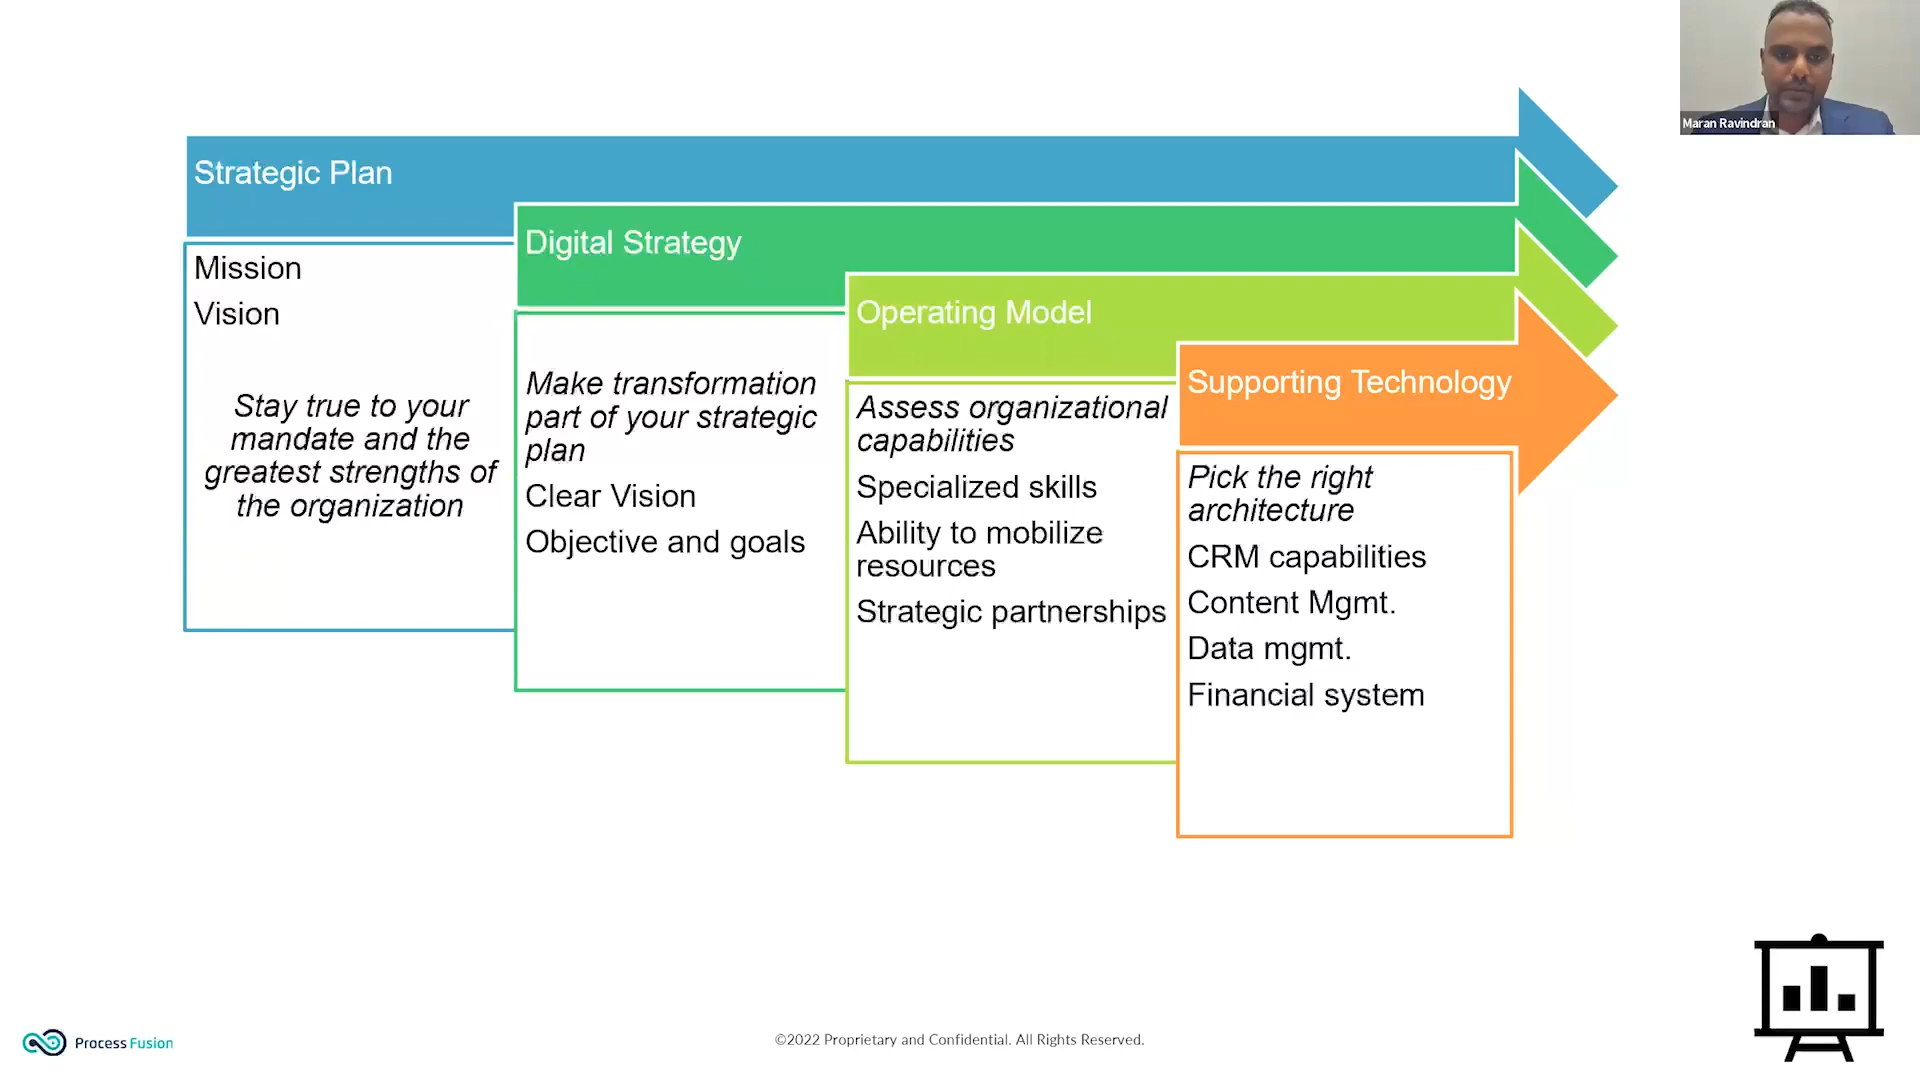 Maran Ravindran
Strategic Plan
Mission
Vision
Stay true to your
mandate and the
greatest strengths of
the organization
Digital Strategy
Make transformation
part of your strategic
plan
Clear Vision
Objective and goals
Operating Model
Assess organizational
capabilities
Specialized skills
Ability to mobilize
resources
Strategic partnerships
Supporting Technology
Pick the right
architecture
CRM capabilities
Content Mgmt.
Data mgmt.
Financial system
Process Fusion
©2022 Proprietary and Confidential. All Rights Reserved.